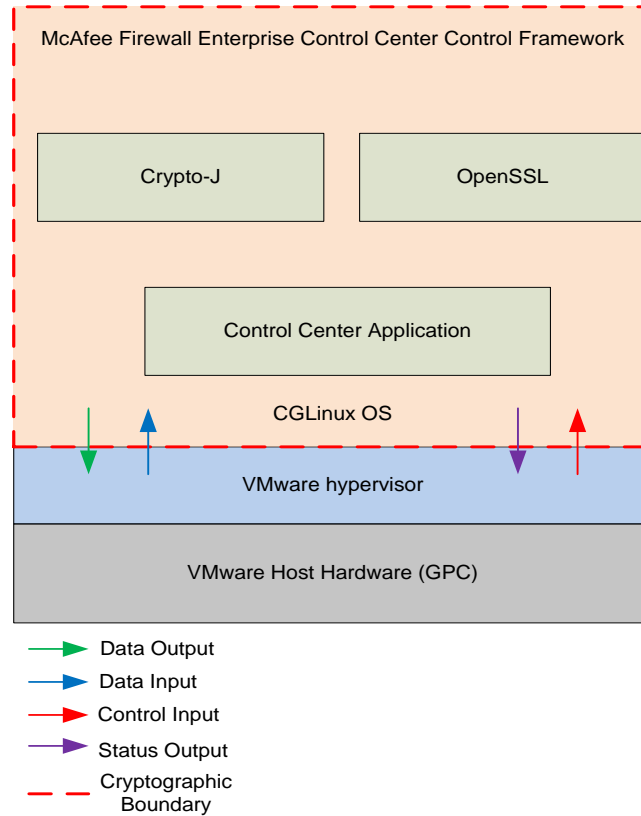 McAfee Firewall Enterprise Control Center Control Framework
Crypto-J
OpenSSL
Control Center Application
CGLinux OS
VMware hypervisor
VMware Host Hardware (GPC)
Data Output
Data Input
Control Input
Status Output
Cryptographic
Boundary